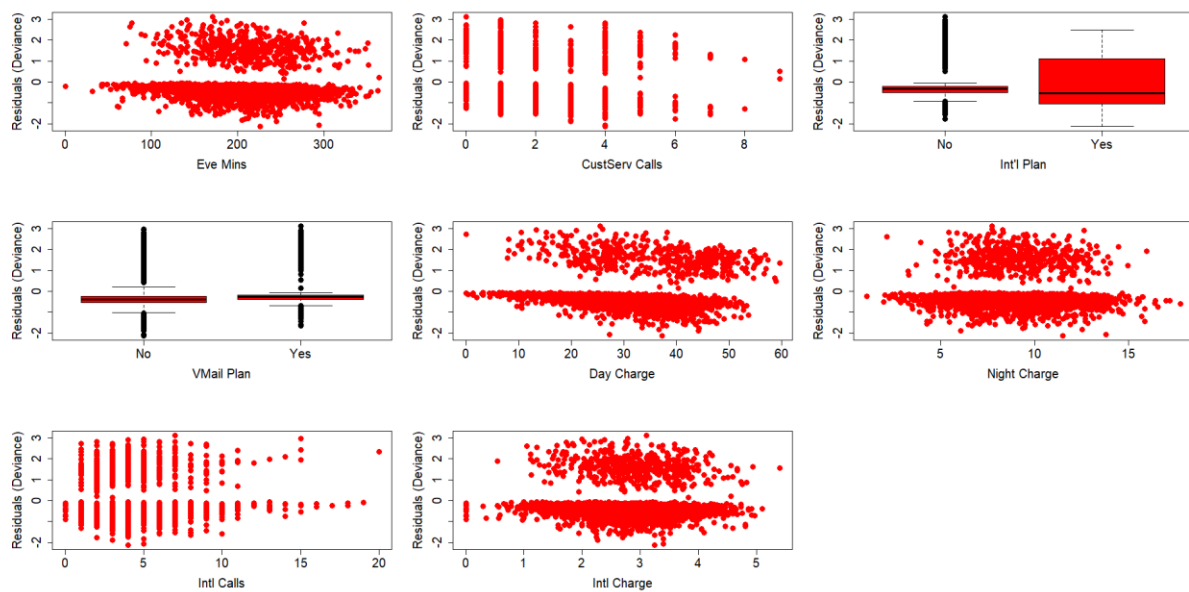 Residuals (Deviance)
-2 0 1 2 3
0 100 200 300
Eve Mins
Residuals (Deviance)
-2 0 1 2 3
0 2 4 6 8
CustServ Calls
Residuals (Deviance)
-2 0 1 2 3
No Yes
Int'l Plan
Residuals (Deviance)
-2 0 1 2 3
No Yes
VMail Plan
Residuals (Deviance)
-2 0 1 2 3
0 10 20 30 40 50 60
Day Charge
Residuals (Deviance)
-2 0 1 2 3
5 10 15
Night Charge
Residuals (Deviance)
-2 0 1 2 3
0 5 10 15 20
Intl Calls
Residuals (Deviance)
-2 0 1 2 3
0 1 2 3 4 5
Intl Charge